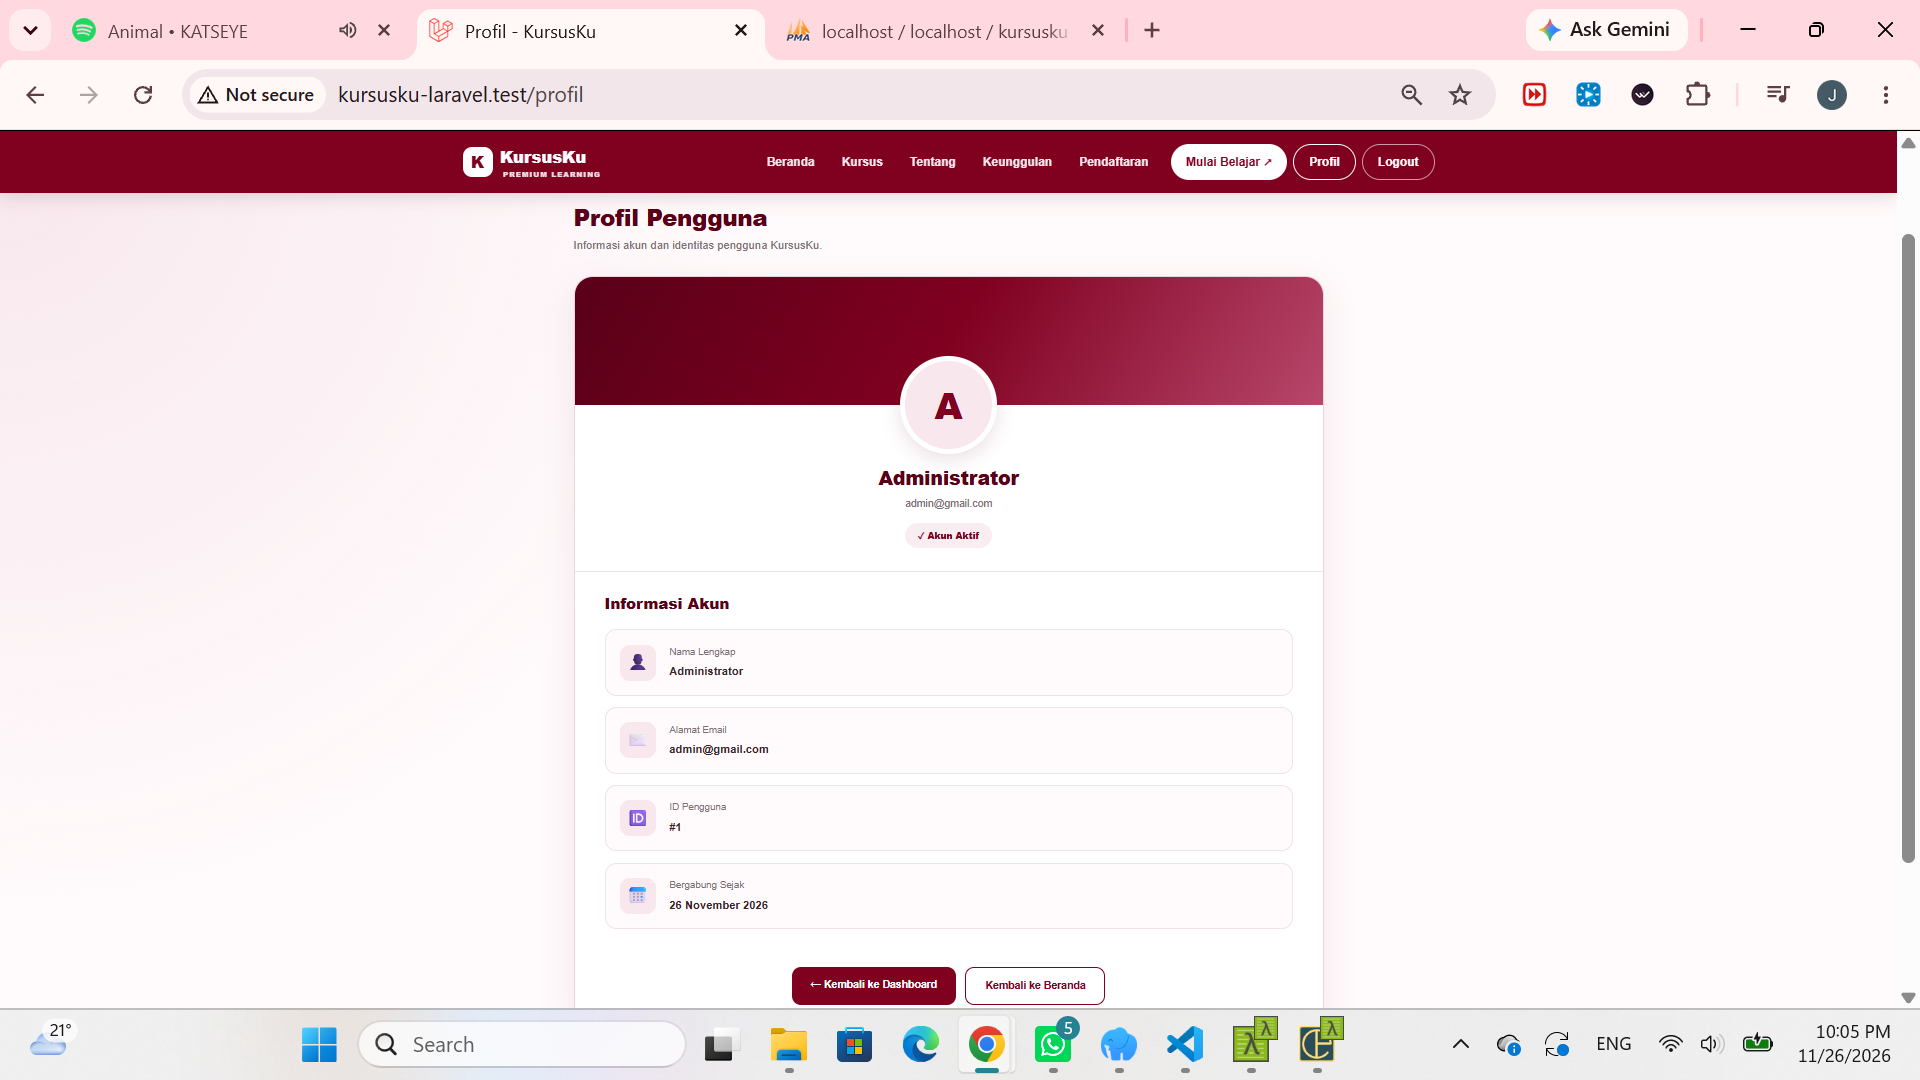 Animal • KATSEYE
Profil - KursusKu
localhost / localhost / kursusku
Ask Gemini
Not secure
kursusku-laravel.test/profil
J
K
KursusKu
PREMIUM LEARNING
Beranda
Kursus
Tentang
Keunggulan
Pendaftaran
Mulai Belajar ↗
Profil
Logout
Profil Pengguna
Informasi akun dan identitas pengguna KursusKu.
A
Administrator
admin@gmail.com
✓ Akun Aktif
Informasi Akun
Nama Lengkap
Administrator
Alamat Email
admin@gmail.com
ID
ID Pengguna
#1
Bergabung Sejak
26 November 2026
← Kembali ke Dashboard
Kembali ke Beranda
21°
Search
5
ENG
10:05 PM
11/26/2026